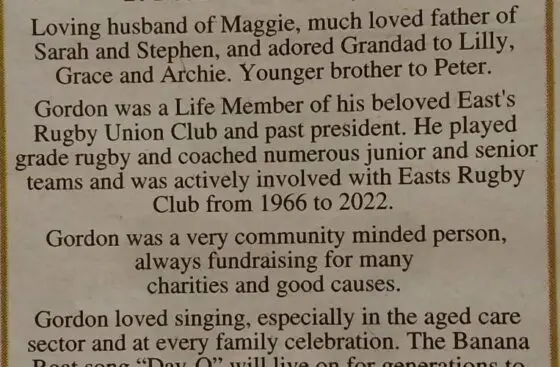 Loving husband of Maggie, much loved father of
Sarah and Stephen, and adored Grandad to Lilly,
Grace and Archie. Younger brother to Peter.
Gordon was a Life Member of his beloved East's
Rugby Union Club and past president. He played
grade rugby and coached numerous junior and senior
teams and was actively involved with Easts Rugby
Club from 1966 to 2022.
Gordon was a very community minded person,
always fundraising for many
charities and good causes.
Gordon loved singing, especially in the aged care
sector and at every family celebration. The Banana
Boat song “Day O” will live on for generations to